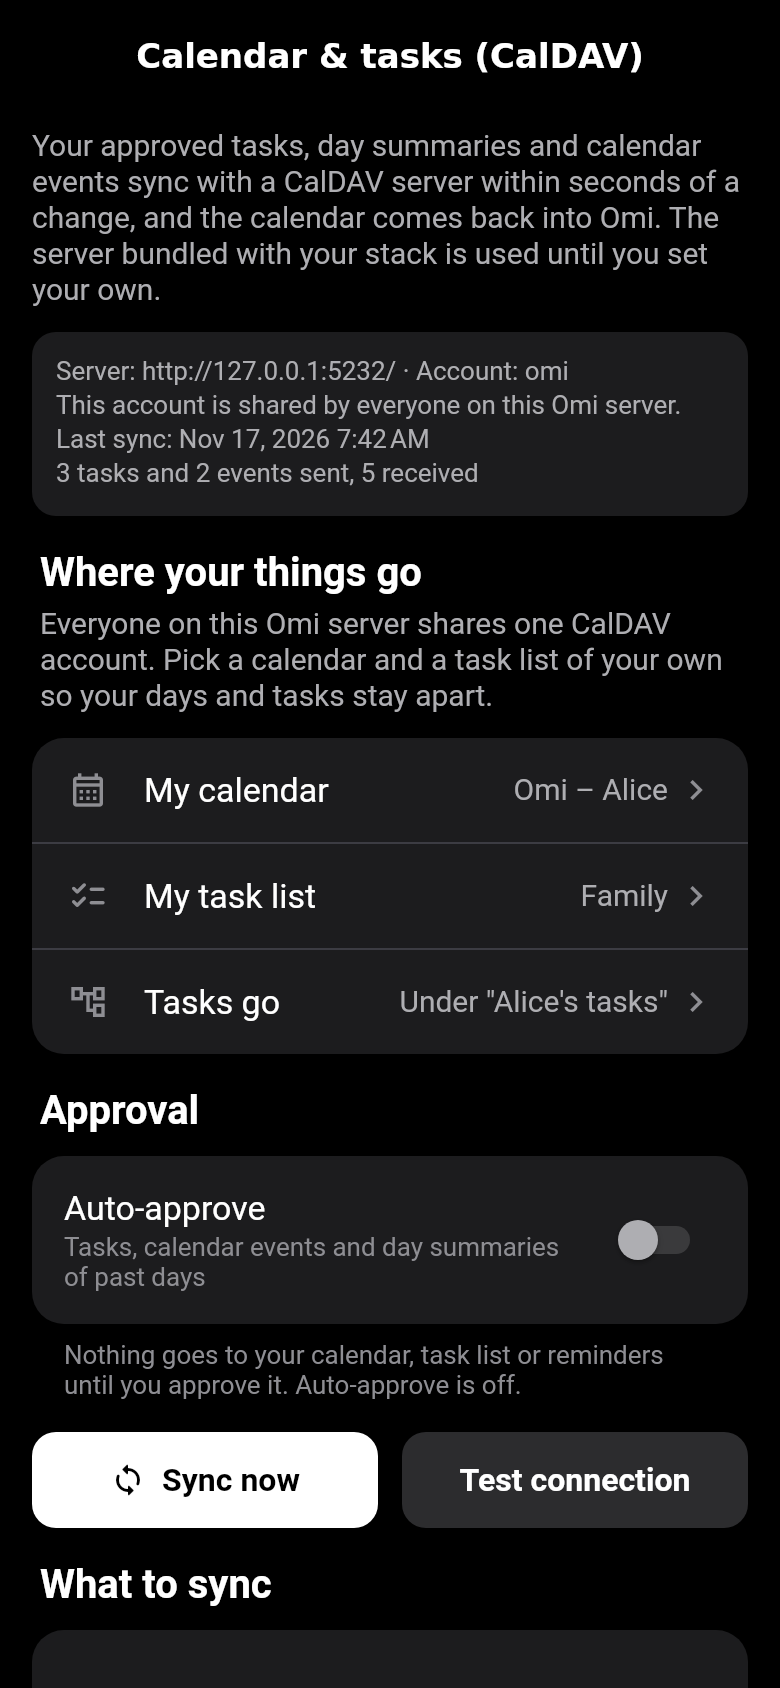 Calendar & tasks (CalDAV)
Your approved tasks, day summaries and calendar
events sync with a CalDAV server within seconds of a
change, and the calendar comes back into Omi. The
server bundled with your stack is used until you set
your own.
Server: http://127.0.0.1:5232/ · Account: omi
This account is shared by everyone on this Omi server.
Last sync: Nov 17, 2026 7:42 AM
3 tasks and 2 events sent, 5 received
Where your things go
Everyone on this Omi server shares one CalDAV
account. Pick a calendar and a task list of your own
so your days and tasks stay apart.
My calendar Omi – Alice
My task list Family
Tasks go Under "Alice's tasks"
Approval
Auto-approve
Tasks, calendar events and day summaries
of past days
Nothing goes to your calendar, task list or reminders
until you approve it. Auto-approve is off.
Sync now Test connection
What to sync